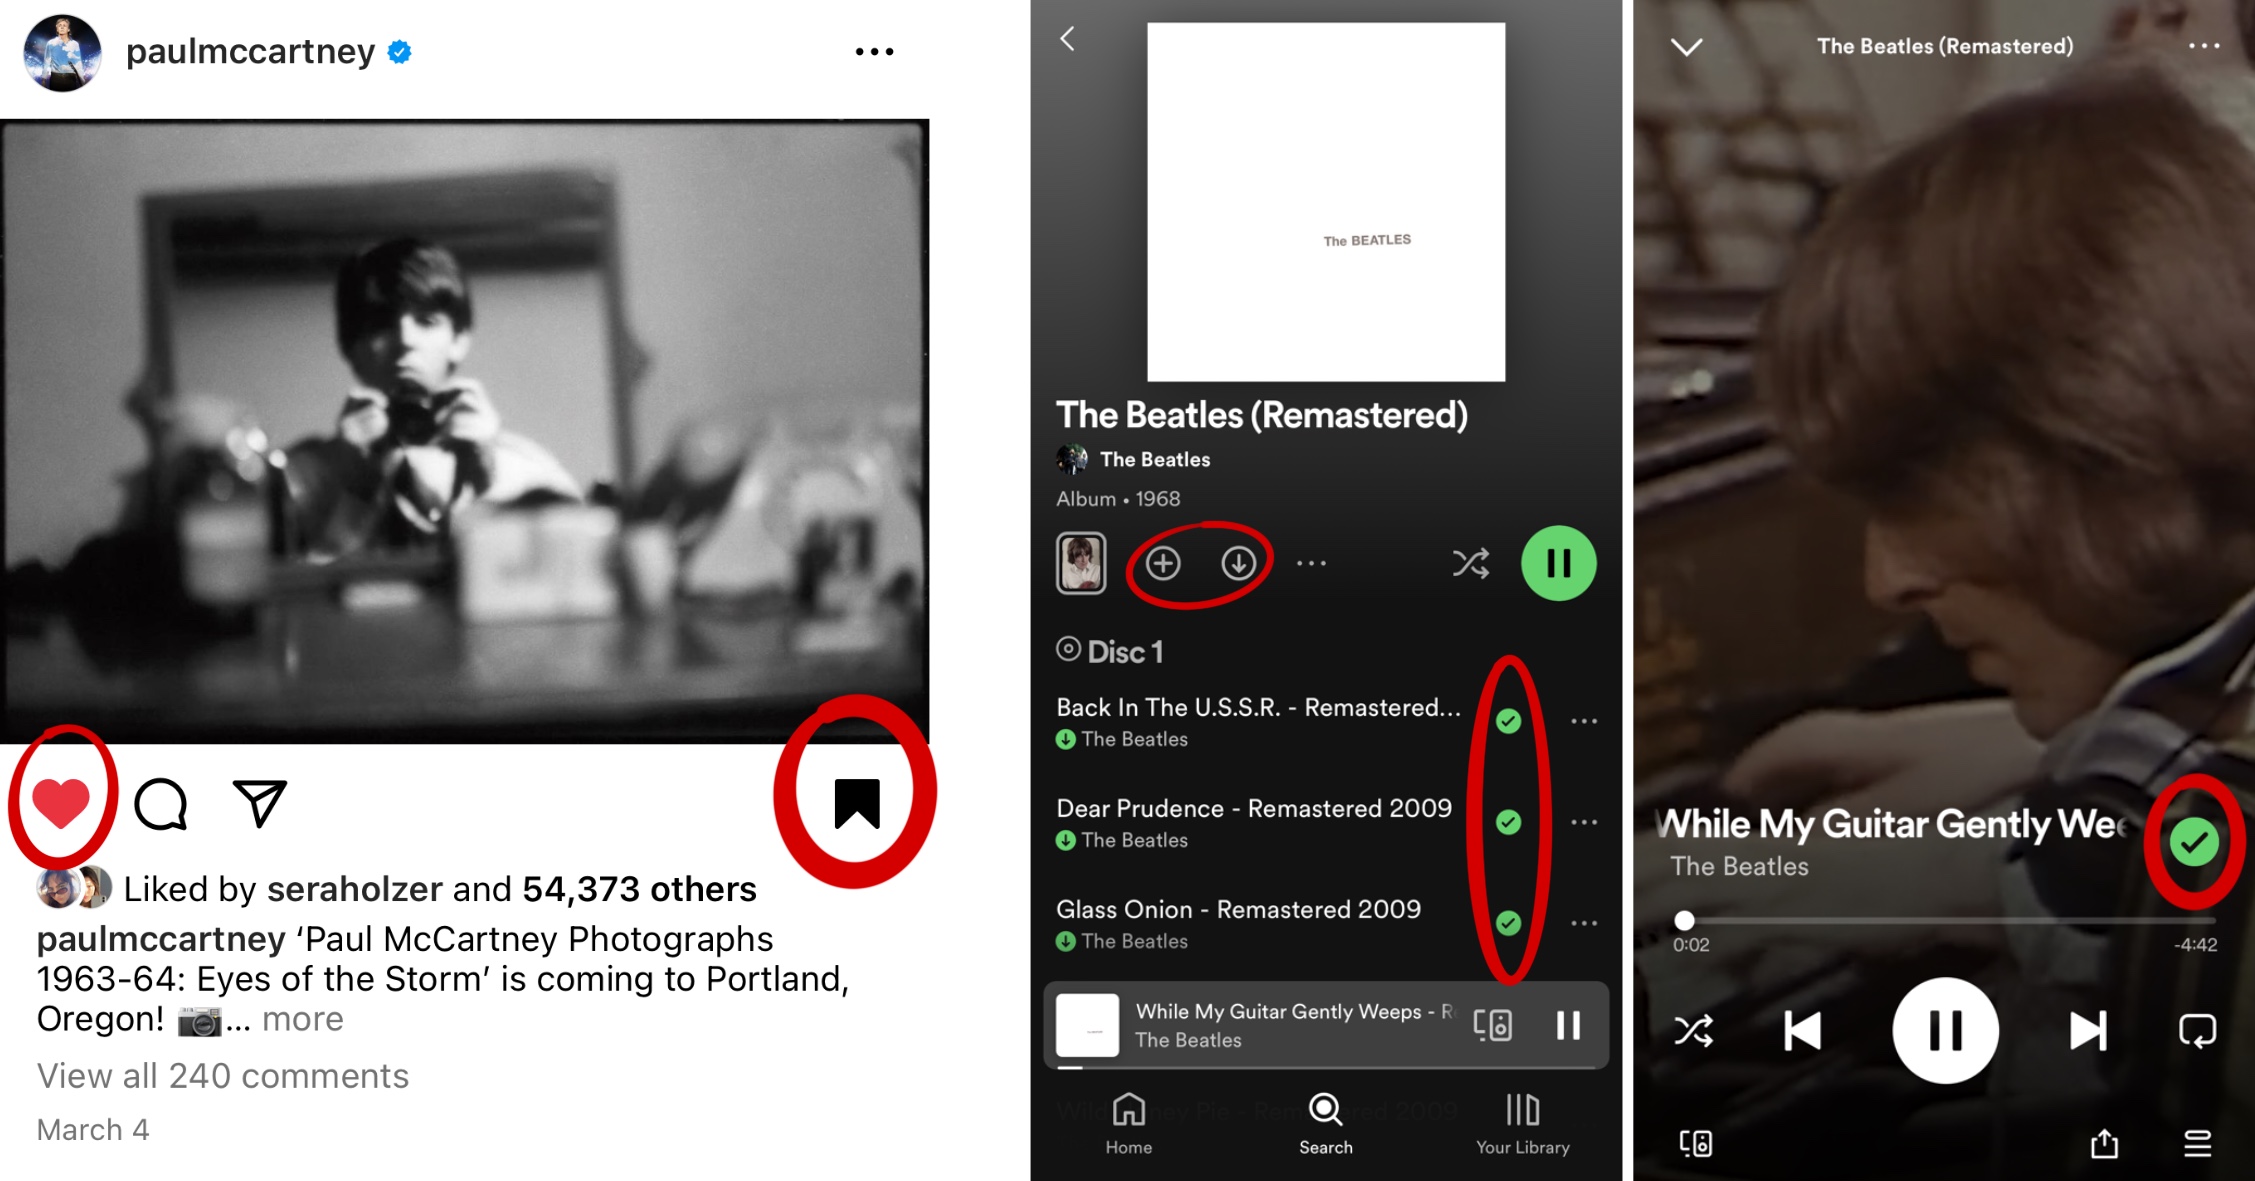 paulmccartney
Liked by seraholzer and 54,373 others
paulmccartney ‘Paul McCartney Photographs
1963-64: Eyes of the Storm’ is coming to Portland,
Oregon! 📷... more
View all 240 comments
March 4
The BEATLES
The Beatles (Remastered)
The Beatles
Album • 1968
Disc 1
Back In The U.S.S.R. - Remastered...
The Beatles
Dear Prudence - Remastered 2009
The Beatles
Glass Onion - Remastered 2009
The Beatles
While My Guitar Gently Weeps - R
The Beatles
Home
Search
Your Library
The Beatles (Remastered)
While My Guitar Gently Wee
The Beatles
0:02
-4:42